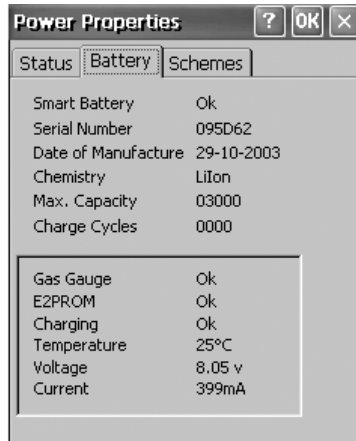 Power Properties ? OK ×
Status Battery Schemes
Smart Battery Ok
Serial Number 095D62
Date of Manufacture 29-10-2003
Chemistry LiIon
Max. Capacity 03000
Charge Cycles 0000
Gas Gauge Ok
E2PROM Ok
Charging Ok
Temperature 25°C
Voltage 8.05 v
Current 399mA